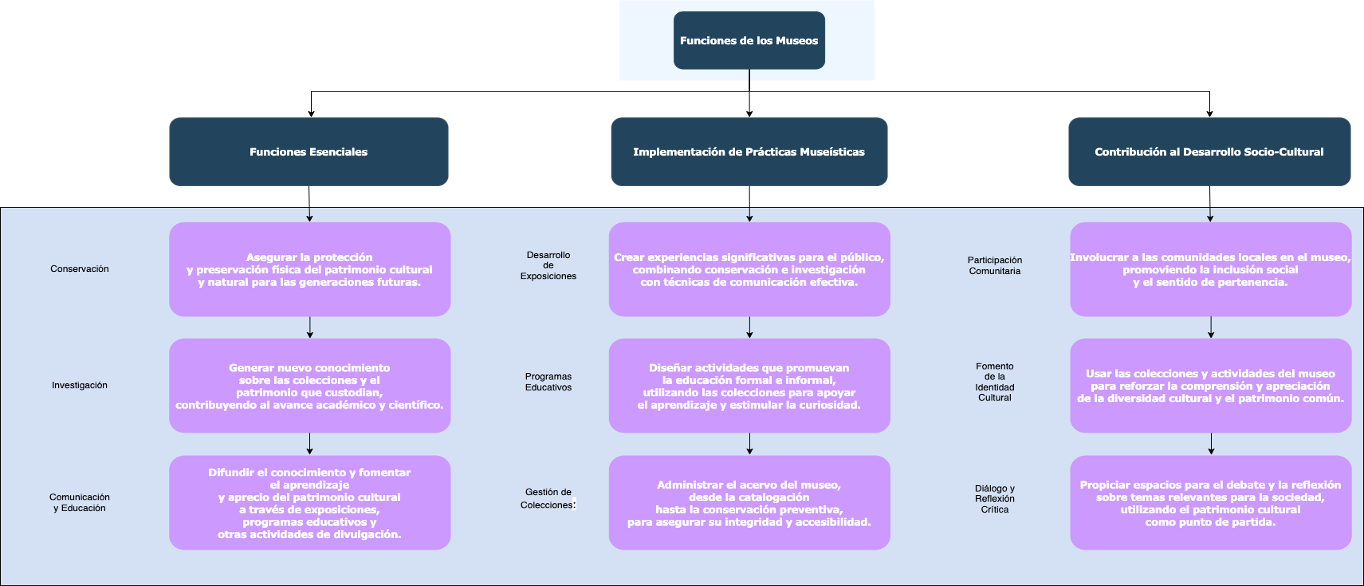 Funciones de los Museos
Funciones Esenciales
Implementación de Prácticas Museísticas
Contribución al Desarrollo Socio-Cultural
Conservación
Asegurar la protección
y preservación física del patrimonio cultural
y natural para las generaciones futuras.
Desarrollo
de
Exposiciones
Crear experiencias significativas para el público,
combinando conservación e investigación
con técnicas de comunicación efectiva.
Participación
Comunitaria
Involucrar a las comunidades locales en el museo,
promoviendo la inclusión social
y el sentido de pertenencia.
Investigación
Generar nuevo conocimiento
sobre las colecciones y el
patrimonio que custodian,
contribuyendo al avance académico y científico.
Programas
Educativos
Diseñar actividades que promuevan
la educación formal e informal,
utilizando las colecciones para apoyar
el aprendizaje y estimular la curiosidad.
Fomento
de la
Identidad
Cultural
Usar las colecciones y actividades del museo
para reforzar la comprensión y apreciación
de la diversidad cultural y el patrimonio común.
Comunicación
y Educación
Difundir el conocimiento y fomentar
el aprendizaje
y aprecio del patrimonio cultural
a través de exposiciones,
programas educativos y
otras actividades de divulgación.
Gestión de
Colecciones:
Administrar el acervo del museo,
desde la catalogación
hasta la conservación preventiva,
para asegurar su integridad y accesibilidad.
Diálogo y
Reflexión
Crítica
Propiciar espacios para el debate y la reflexión
sobre temas relevantes para la sociedad,
utilizando el patrimonio cultural
como punto de partida.